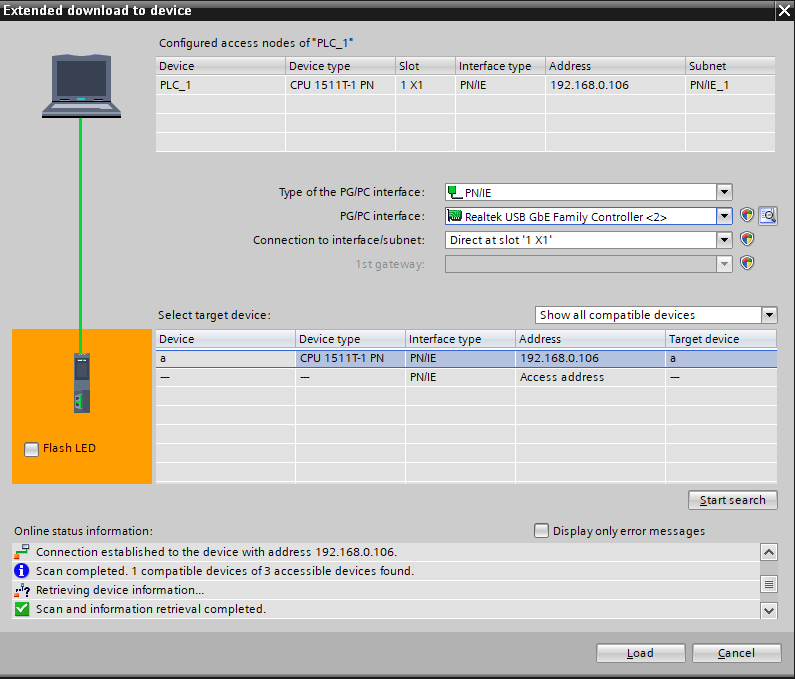 Extended download to device
Configured access nodes of "PLC_1"
Device Device type Slot Interface type Address Subnet
PLC_1 CPU 1511T-1 PN 1 X1 PN/IE 192.168.0.106 PN/IE_1
Type of the PG/PC interface: PN/IE
PG/PC interface: Realtek USB GbE Family Controller <2>
Connection to interface/subnet: Direct at slot '1 X1'
1st gateway:
Select target device: Show all compatible devices
Device Device type Interface type Address Target device
a CPU 1511T-1 PN PN/IE 192.168.0.106 a
--- --- PN/IE Access address ---
Flash LED
Start search
Online status information: Display only error messages
Connection established to the device with address 192.168.0.106.
Scan completed. 1 compatible devices of 3 accessible devices found.
Retrieving device information...
Scan and information retrieval completed.
Load Cancel